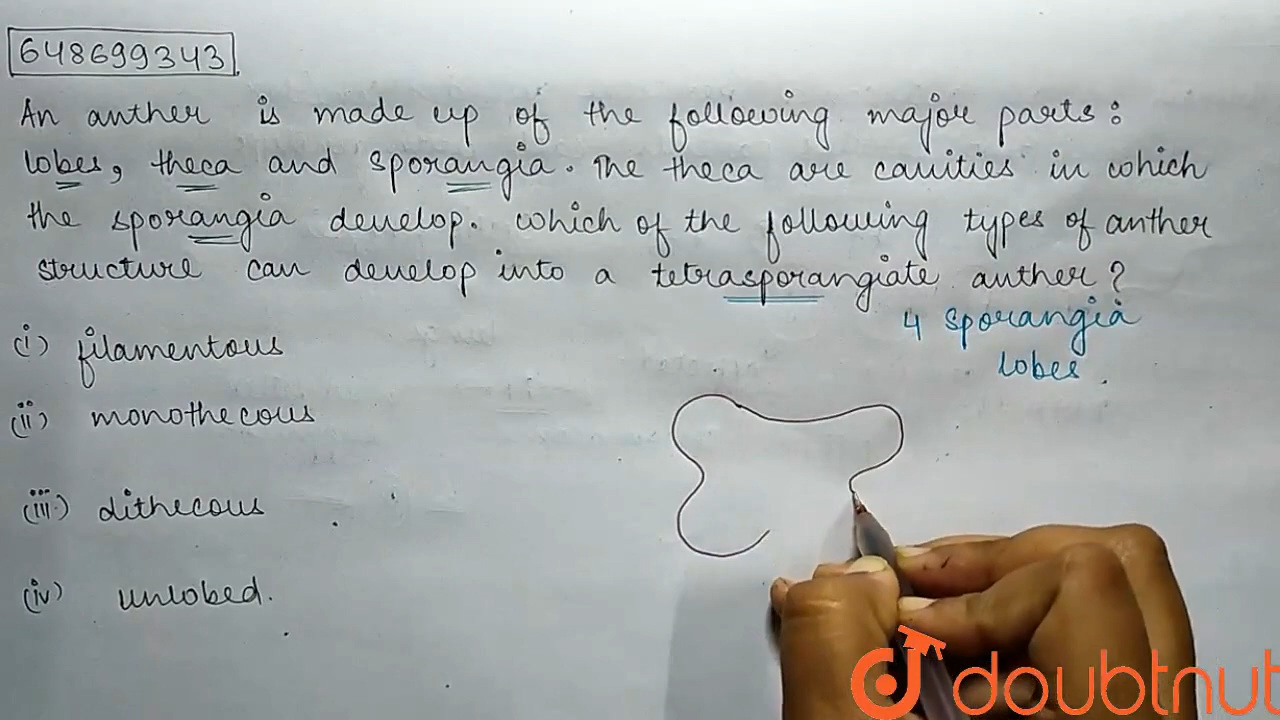 648699343
An anther is made up of the following major parts:
lobes, theca and sporangia. The theca are cavities in which
the sporangia develop. Which of the following types of anther
structure can develop into a tetrasporangiate anther?
4 sporangia
lobes.
(i) filamentous
(ii) monothecous
(iii) dithecous
(iv) unlobed.
doubtnut